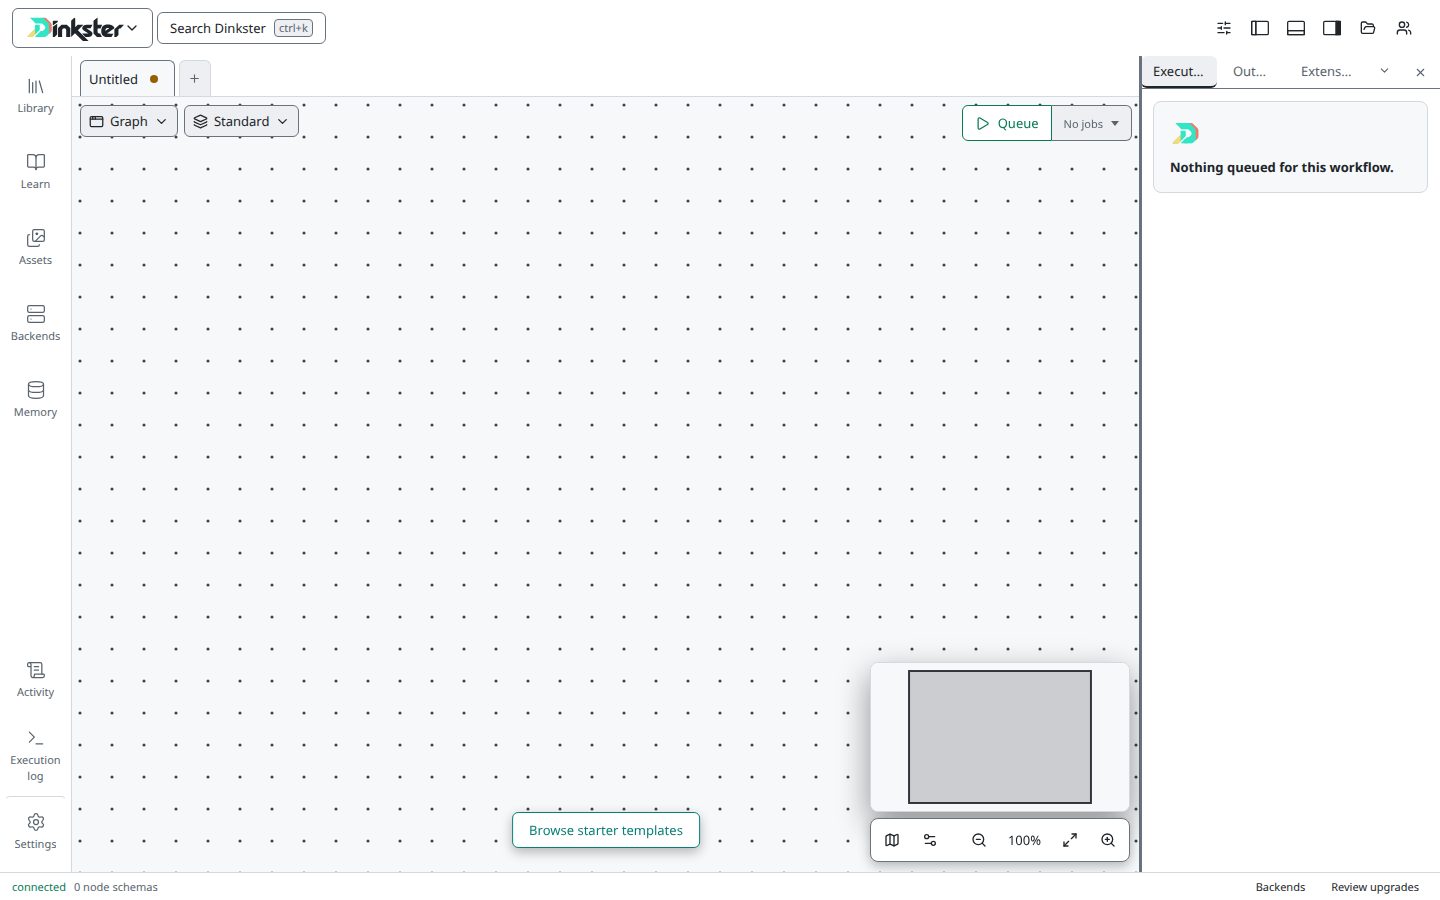 Dinkster
Search Dinkster ctrl+k
Untitled
+
Execut...
Out...
Extens...
Library
Learn
Assets
Backends
Memory
Activity
Execution
log
Settings
Graph
Standard
Queue
No jobs
Nothing queued for this workflow.
Browse starter templates
100%
connected 0 node schemas
Backends
Review upgrades